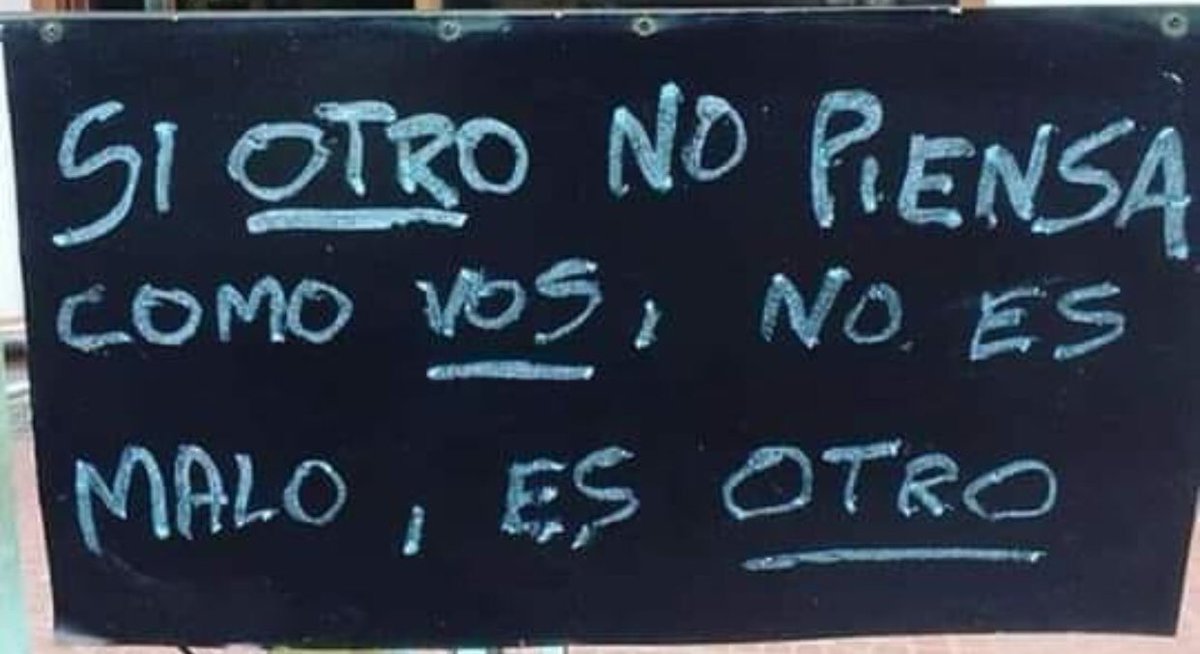 SI OTRO NO PIENSA
COMO VOS, NO ES
MALO, ES OTRO